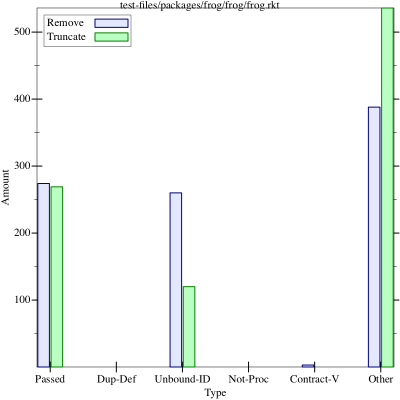 test-files/packages/frog/frog/frog.rkt
Remove
Truncate
500
400
300
200
100
Amount
Passed Dup-Def Unbound-ID Not-Proc Contract-V Other
Type